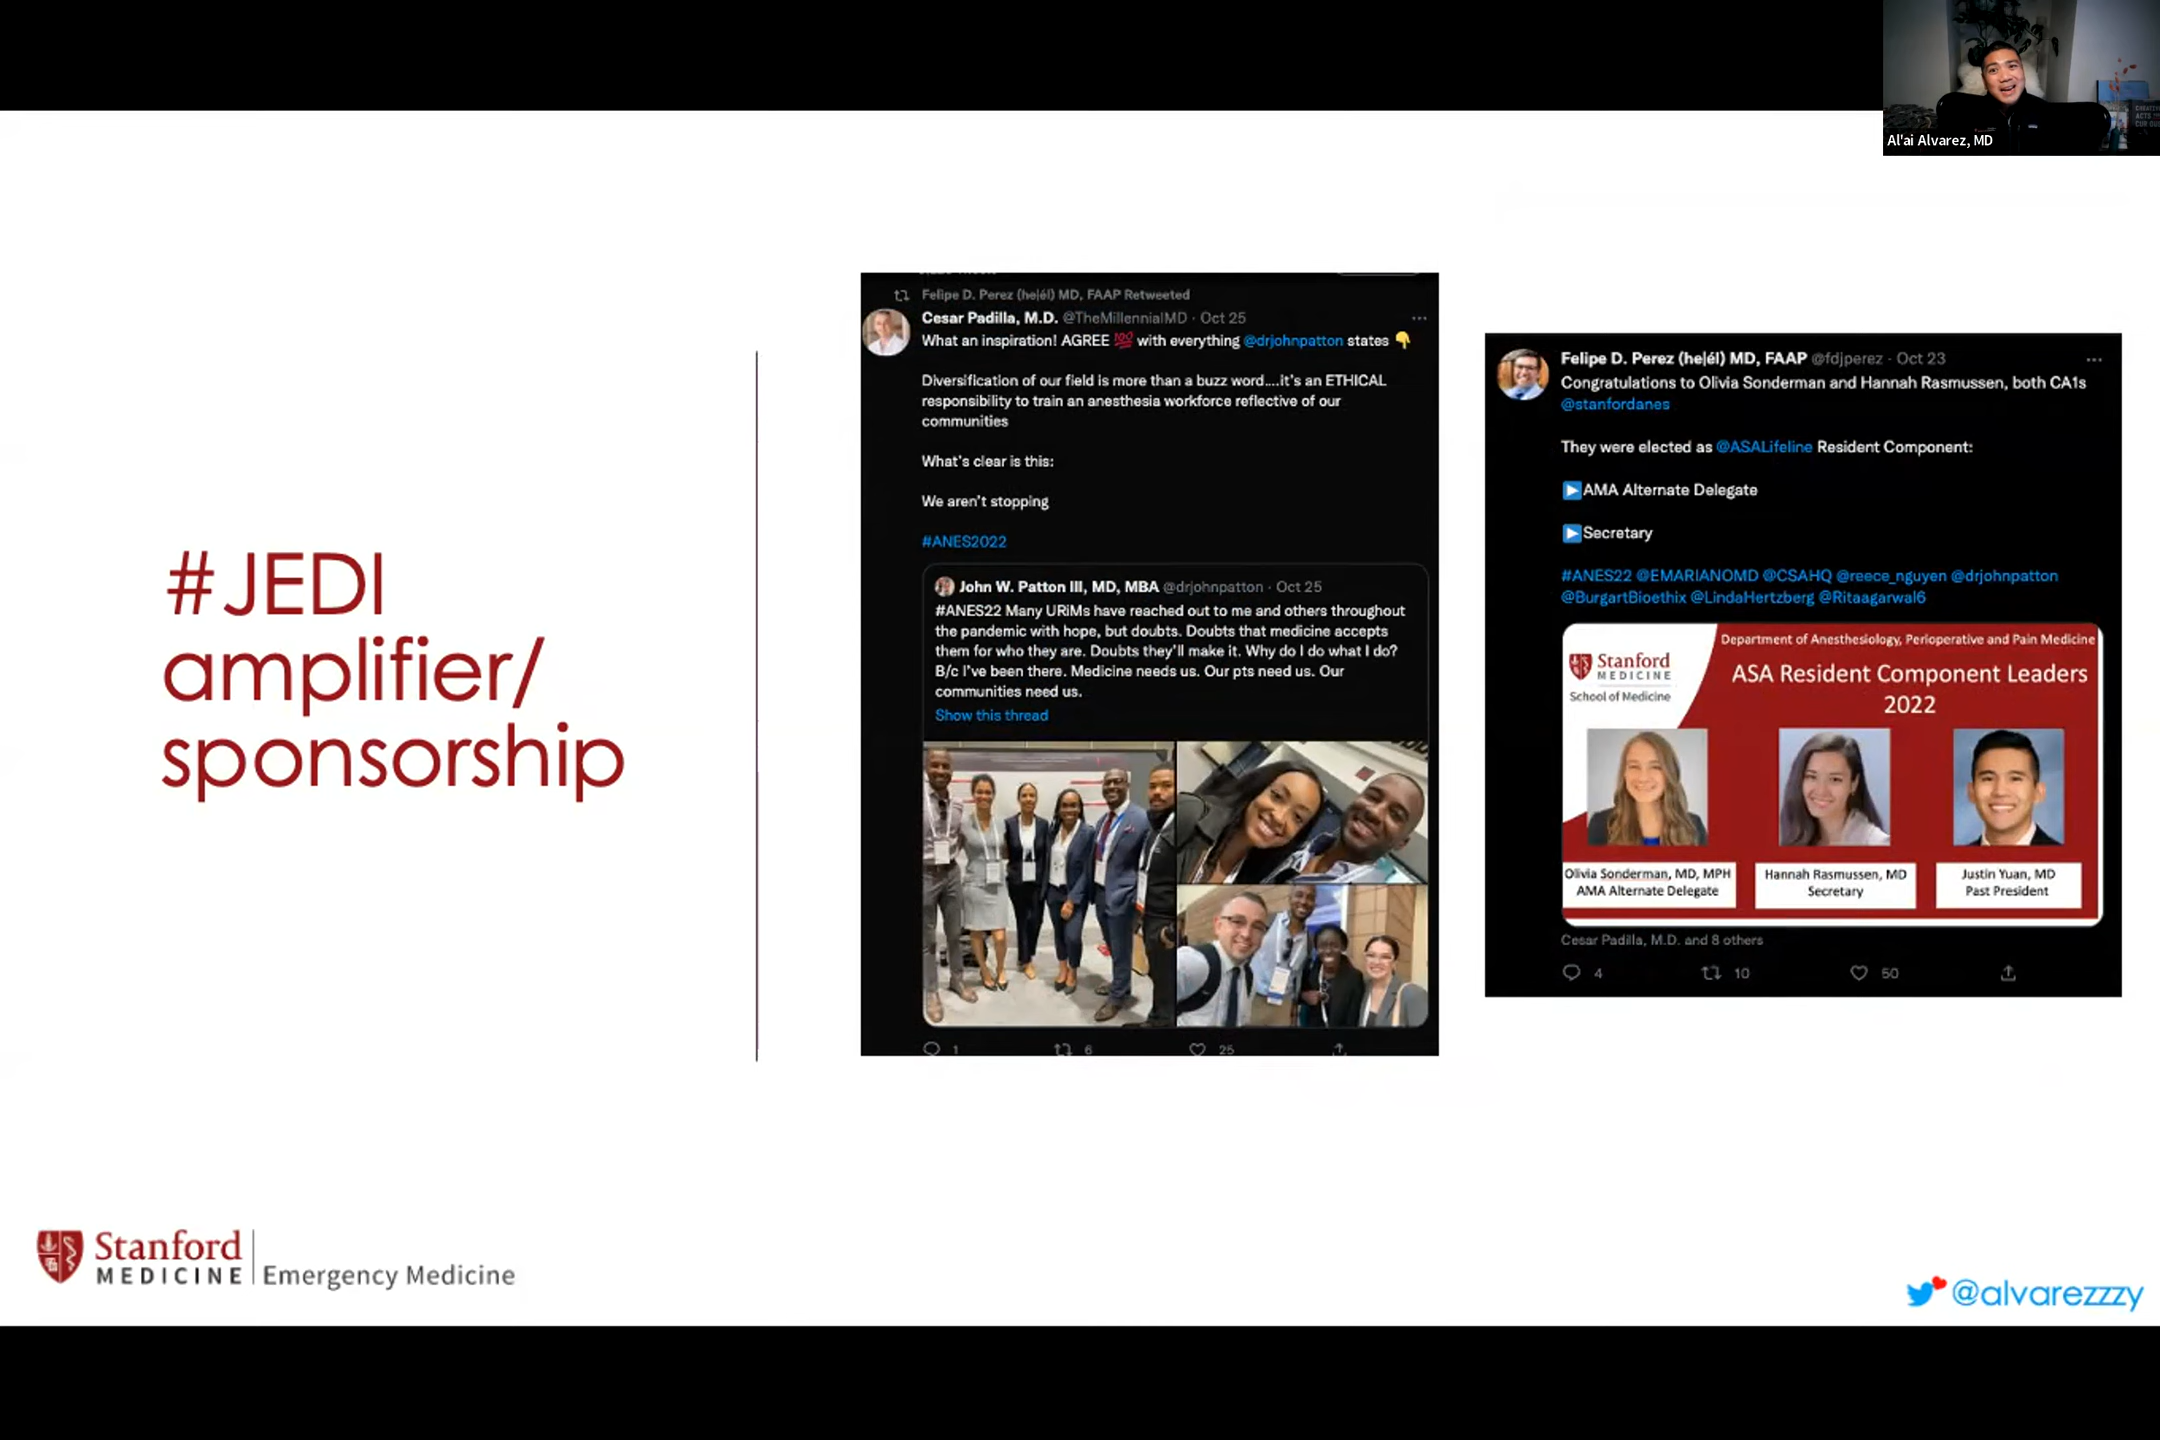 Al'ai Alvarez, MD
#JEDI
amplifier/
sponsorship
Felipe D. Perez (he|él) MD, FAAP Retweeted
Cesar Padilla, M.D. @TheMillennialMD · Oct 25
What an inspiration! AGREE 💯 with everything @drjohnpatton states 👇
Diversification of our field is more than a buzz word....it's an ETHICAL
responsibility to train an anesthesia workforce reflective of our
communities
What's clear is this:
We aren't stopping
#ANES2022
John W. Patton III, MD, MBA @drjohnpatton · Oct 25
#ANES22 Many URiMs have reached out to me and others throughout
the pandemic with hope, but doubts. Doubts that medicine accepts
them for who they are. Doubts they'll make it. Why do I do what I do?
B/c I've been there. Medicine needs us. Our pts need us. Our
communities need us.
Show this thread
1 6 25
Felipe D. Perez (he|él) MD, FAAP @fdjperez · Oct 23
Congratulations to Olivia Sonderman and Hannah Rasmussen, both CA1s
@stanfordanes
They were elected as @ASALifeline Resident Component:
▶AMA Alternate Delegate
▶Secretary
#ANES22 @EMARIANOMD @CSAHQ @reece_nguyen @drjohnpatton
@BurgartBioethix @LindaHertzberg @Ritaagarwal6
Department of Anesthesiology, Perioperative and Pain Medicine
Stanford
MEDICINE
School of Medicine
ASA Resident Component Leaders
2022
Olivia Sonderman, MD, MPH
AMA Alternate Delegate
Hannah Rasmussen, MD
Secretary
Justin Yuan, MD
Past President
Cesar Padilla, M.D. and 8 others
4 10 50
Stanford
MEDICINE
Emergency Medicine
@alvarezzzy